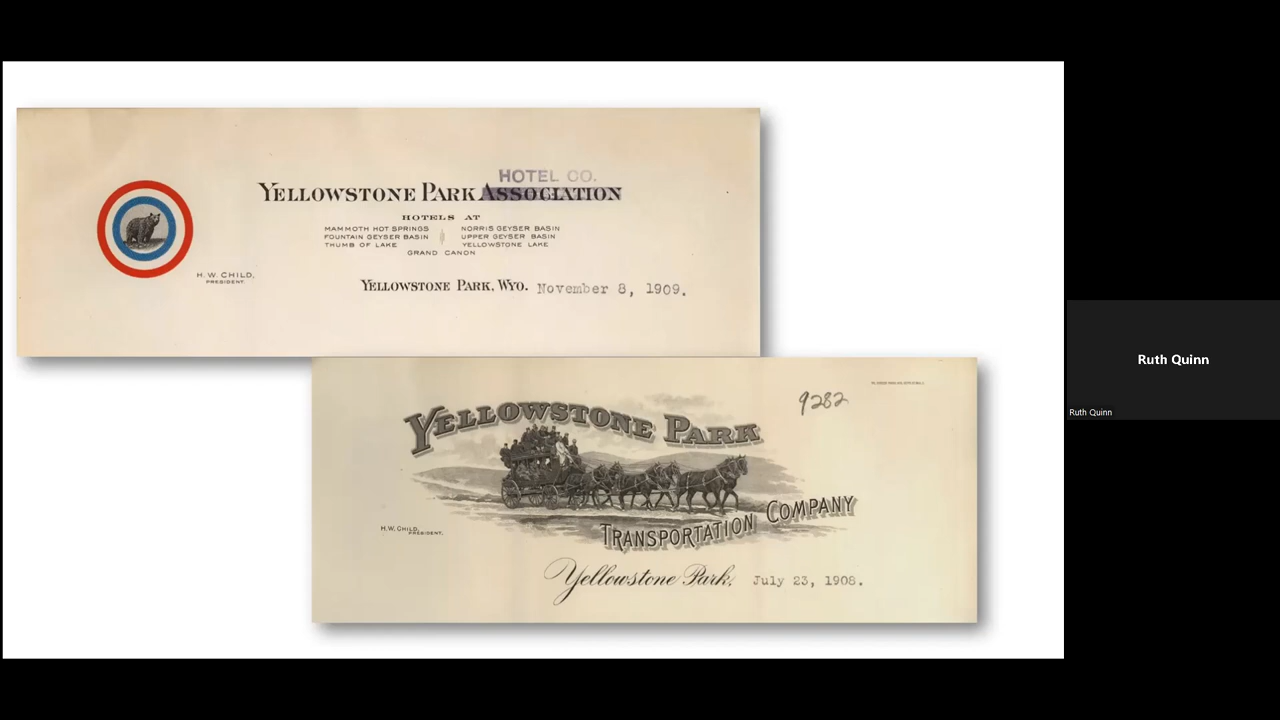 HOTEL CO.
YELLOWSTONE PARK ASSOCIATION
HOTELS AT
MAMMOTH HOT SPRINGS NORRIS GEYSER BASIN
FOUNTAIN GEYSER BASIN UPPER GEYSER BASIN
THUMB OF LAKE YELLOWSTONE LAKE
GRAND CANON
H. W. CHILD,
PRESIDENT.
YELLOWSTONE PARK, WYO. November 8, 1909.
9282
YELLOWSTONE PARK
TRANSPORTATION COMPANY
H.W. CHILD,
PRESIDENT.
Yellowstone Park, July 23, 1908.
Ruth Quinn
Ruth Quinn